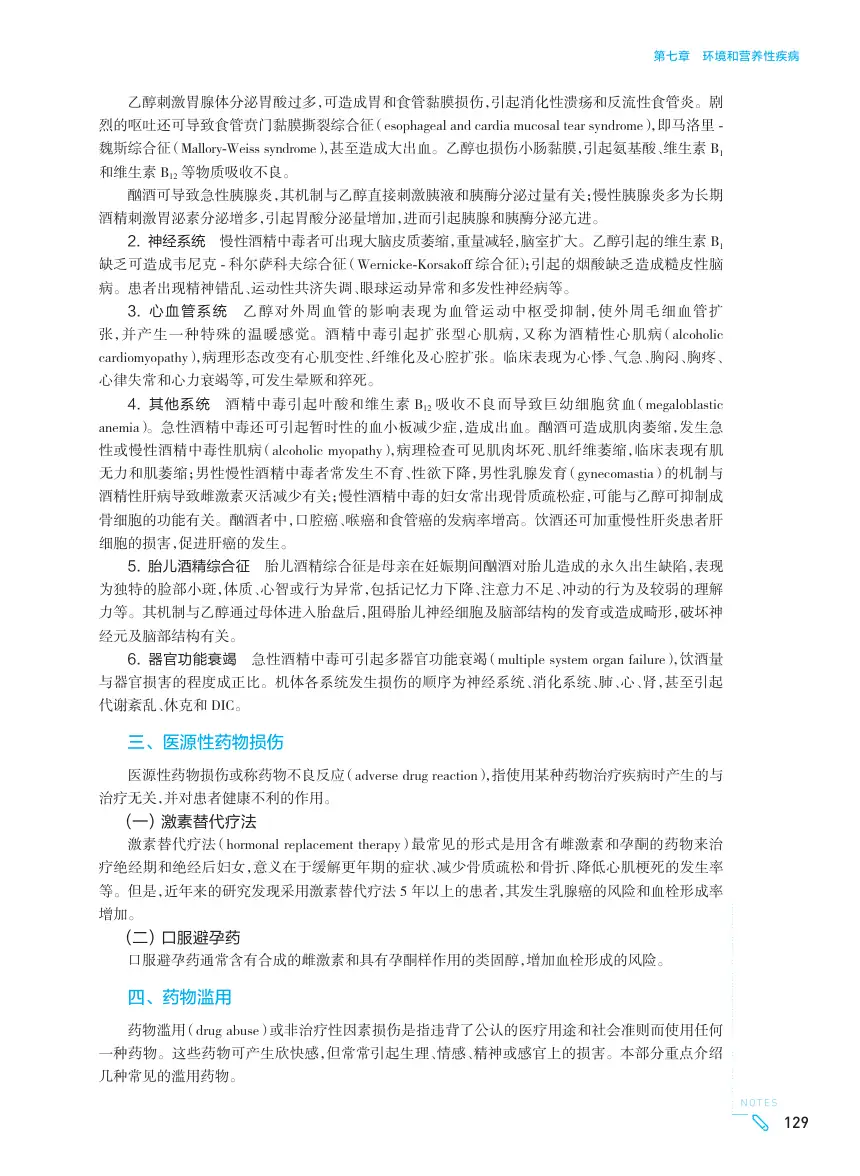 第七章 环境和营养性疾病
乙醇刺激胃腺体分泌胃酸过多,可造成胃和食管黏膜损伤,引起消化性溃疡和反流性食管炎。剧
烈的呕吐还可导致食管贲门黏膜撕裂综合征(esophageal and cardia mucosal tear syndrome),即马洛里-
魏斯综合征(Mallory-Weiss syndrome),甚至造成大出血。乙醇也损伤小肠黏膜,引起氨基酸、维生素 B₁
和维生素 B₁₂ 等物质吸收不良。
酗酒可导致急性胰腺炎,其机制与乙醇直接刺激胰液和胰酶分泌过量有关;慢性胰腺炎多为长期
酒精刺激胃泌素分泌增多,引起胃酸分泌量增加,进而引起胰腺和胰酶分泌亢进。
2. 神经系统 慢性酒精中毒者可出现大脑皮质萎缩,重量减轻,脑室扩大。乙醇引起的维生素 B₁
缺乏可造成韦尼克-科尔萨科夫综合征(Wernicke-Korsakoff 综合征);引起的烟酸缺乏造成糙皮性脑
病。患者出现精神错乱、运动性共济失调、眼球运动异常和多发性神经病等。
3. 心血管系统 乙醇对外周血管的影响表现为血管运动中枢受抑制,使外周毛细血管扩
张,并产生一种特殊的温暖感觉。酒精中毒引起扩张型心肌病,又称为酒精性心肌病(alcoholic
cardiomyopathy),病理形态改变有心肌变性、纤维化及心腔扩张。临床表现为心悸、气急、胸闷、胸疼、
心律失常和心力衰竭等,可发生晕厥和猝死。
4. 其他系统 酒精中毒引起叶酸和维生素 B₁₂ 吸收不良而导致巨幼细胞贫血(megaloblastic
anemia)。急性酒精中毒还可引起暂时性的血小板减少症,造成出血。酗酒可造成肌肉萎缩,发生急
性或慢性酒精中毒性肌病(alcoholic myopathy),病理检查可见肌肉坏死、肌纤维萎缩,临床表现有肌
无力和肌萎缩;男性慢性酒精中毒者常发生不育、性欲下降,男性乳腺发育(gynecomastia)的机制与
酒精性肝病导致雌激素灭活减少有关;慢性酒精中毒的妇女常出现骨质疏松症,可能与乙醇可抑制成
骨细胞的功能有关。酗酒者中,口腔癌、喉癌和食管癌的发病率增高。饮酒还可加重慢性肝炎患者肝
细胞的损害,促进肝癌的发生。
5. 胎儿酒精综合征 胎儿酒精综合征是母亲在妊娠期间酗酒对胎儿造成的永久出生缺陷,表现
为独特的脸部小斑,体质、心智或行为异常,包括记忆力下降、注意力不足、冲动的行为及较弱的理解
力等。其机制与乙醇通过母体进入胎盘后,阻碍胎儿神经细胞及脑部结构的发育或造成畸形,破坏神
经元及脑部结构有关。
6. 器官功能衰竭 急性酒精中毒可引起多器官功能衰竭(multiple system organ failure),饮酒量
与器官损害的程度成正比。机体各系统发生损伤的顺序为神经系统、消化系统、肺、心、肾,甚至引起
代谢紊乱、休克和 DIC。
三、医源性药物损伤
医源性药物损伤或称药物不良反应(adverse drug reaction),指使用某种药物治疗疾病时产生的与
治疗无关,并对患者健康不利的作用。
(一)激素替代疗法
激素替代疗法(hormonal replacement therapy)最常见的形式是用含有雌激素和孕酮的药物来治
疗绝经期和绝经后妇女,意义在于缓解更年期的症状、减少骨质疏松和骨折、降低心肌梗死的发生率
等。但是,近年来的研究发现采用激素替代疗法 5 年以上的患者,其发生乳腺癌的风险和血栓形成率
增加。
(二)口服避孕药
口服避孕药通常含有合成的雌激素和具有孕酮样作用的类固醇,增加血栓形成的风险。
四、药物滥用
药物滥用(drug abuse)或非治疗性因素损伤是指违背了公认的医疗用途和社会准则而使用任何
一种药物。这些药物可产生欣快感,但常常引起生理、情感、精神或感官上的损害。本部分重点介绍
几种常见的滥用药物。
NOTES
129